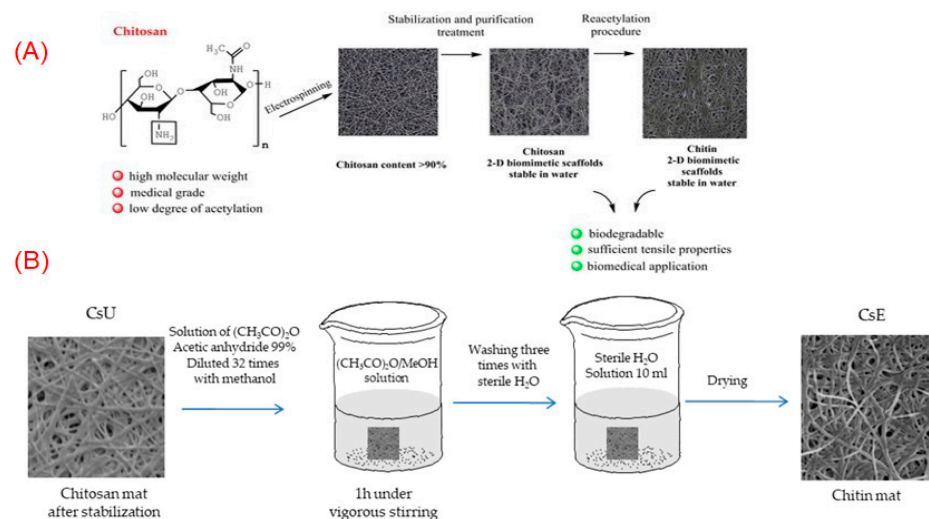 (A)
Chitosan
Stabilization and purification
treatment
Reacetylation
procedure
H₃C
O
NH
OH
O
HO
O
OH
HO
O
O
H
HO
NH₂
OH
n
Electrospinning
Chitosan content >90%
Chitosan
2-D biomimetic scaffolds
stable in water
Chitin
2-D biomimetic
scaffolds
stable in water
high molecular weight
medical grade
low degree of acetylation
biodegradable
sufficient tensile properties
biomedical application
(B)
CsU
Solution of (CH₃CO)₂O
Acetic anhydride 99%
Diluted 32 times
with methanol
(CH₃CO)₂O/MeOH
solution
Washing three
times with
sterile H₂O
Sterile H₂O
Solution 10 ml
Drying
CsE
Chitosan mat
after stabilization
1h under
vigorous stirring
Chitin mat